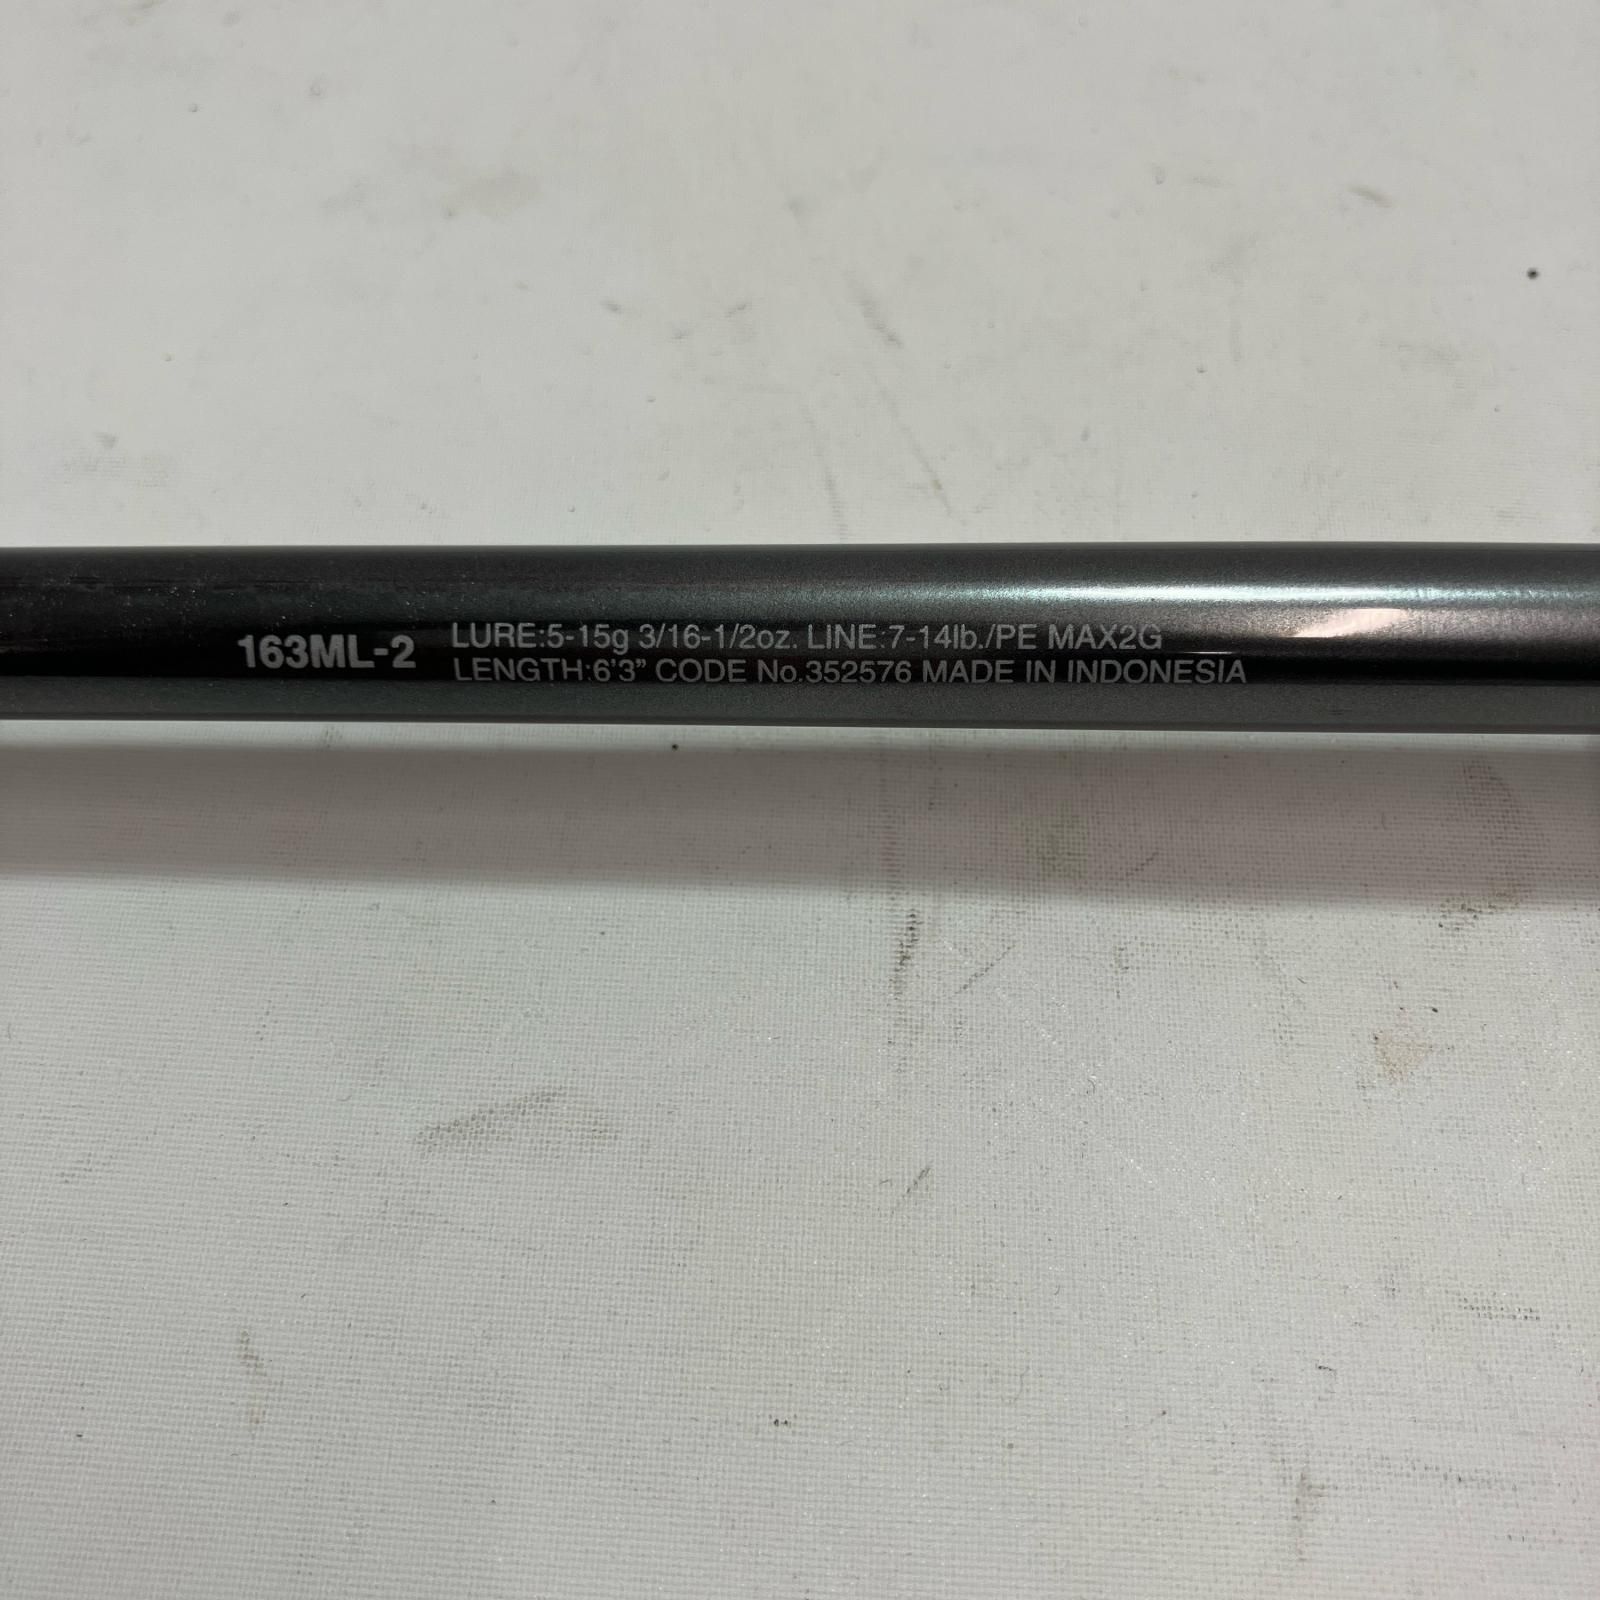 163ML-2
LURE:5-15g 3/16-1/2oz. LINE:7-14lb./PE MAX2G
LENGTH:6'3" CODE No.352576 MADE IN INDONESIA